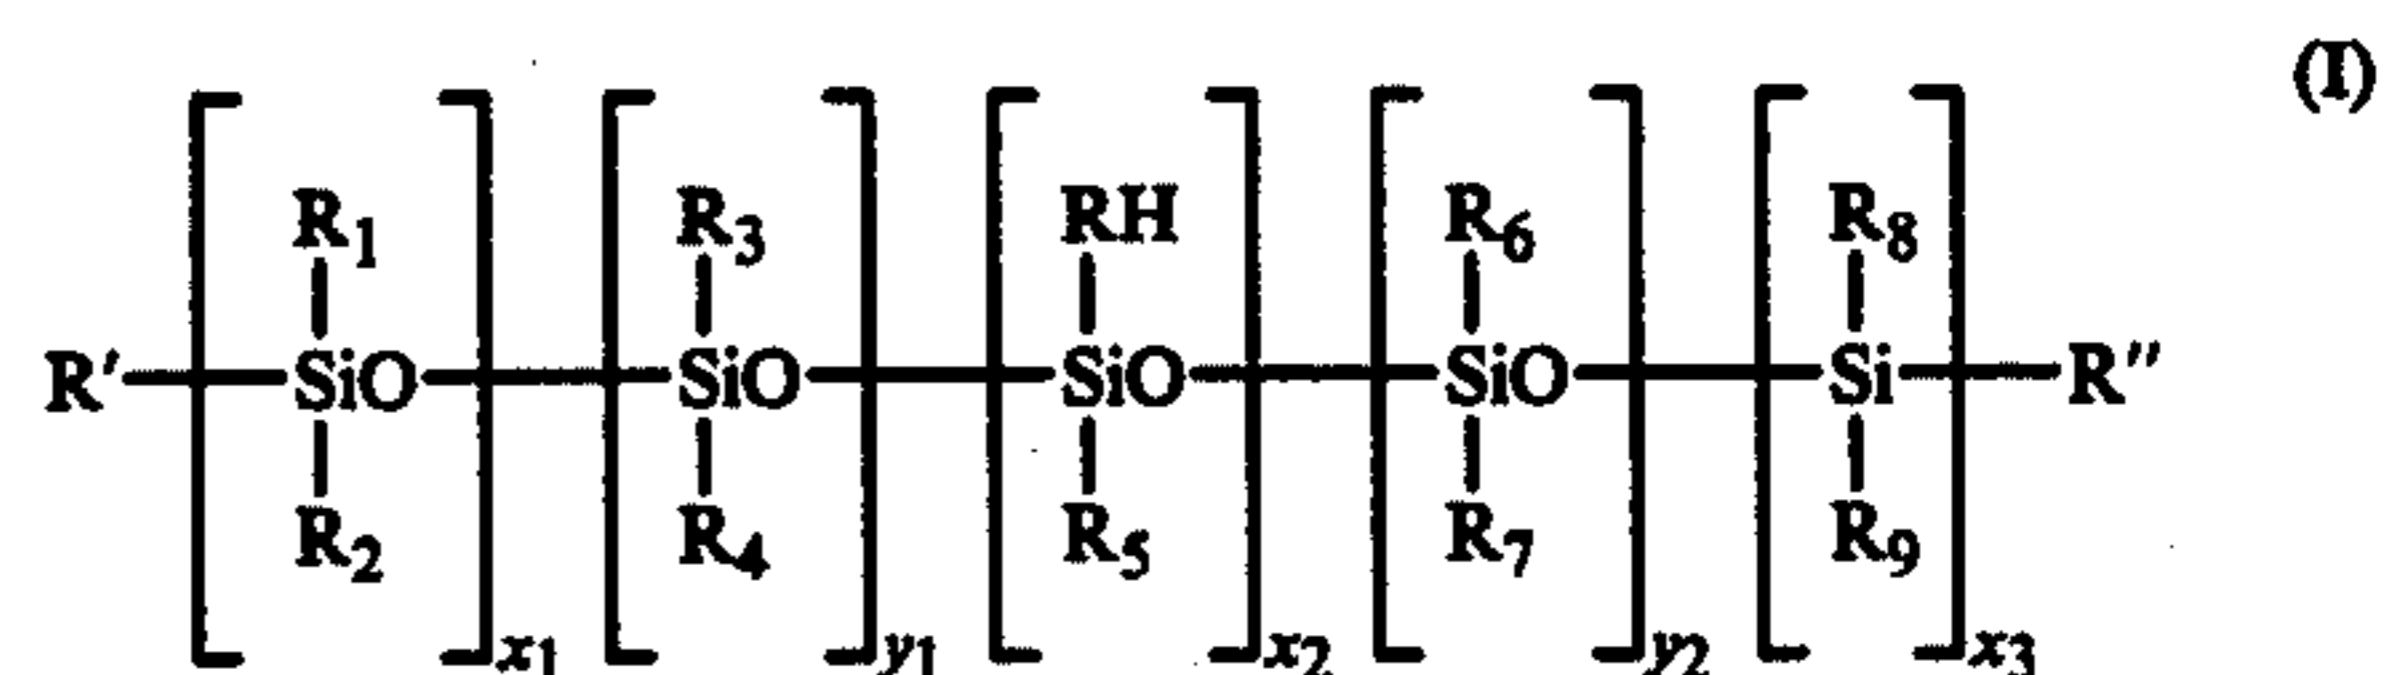 (I)
R₁ R₃ RH R₆ R₈
R′ SiO SiO SiO SiO Si R″
R₂ R₄ R₅ R₇ R₉
x₁ y₁ x₂ y₂ x₃